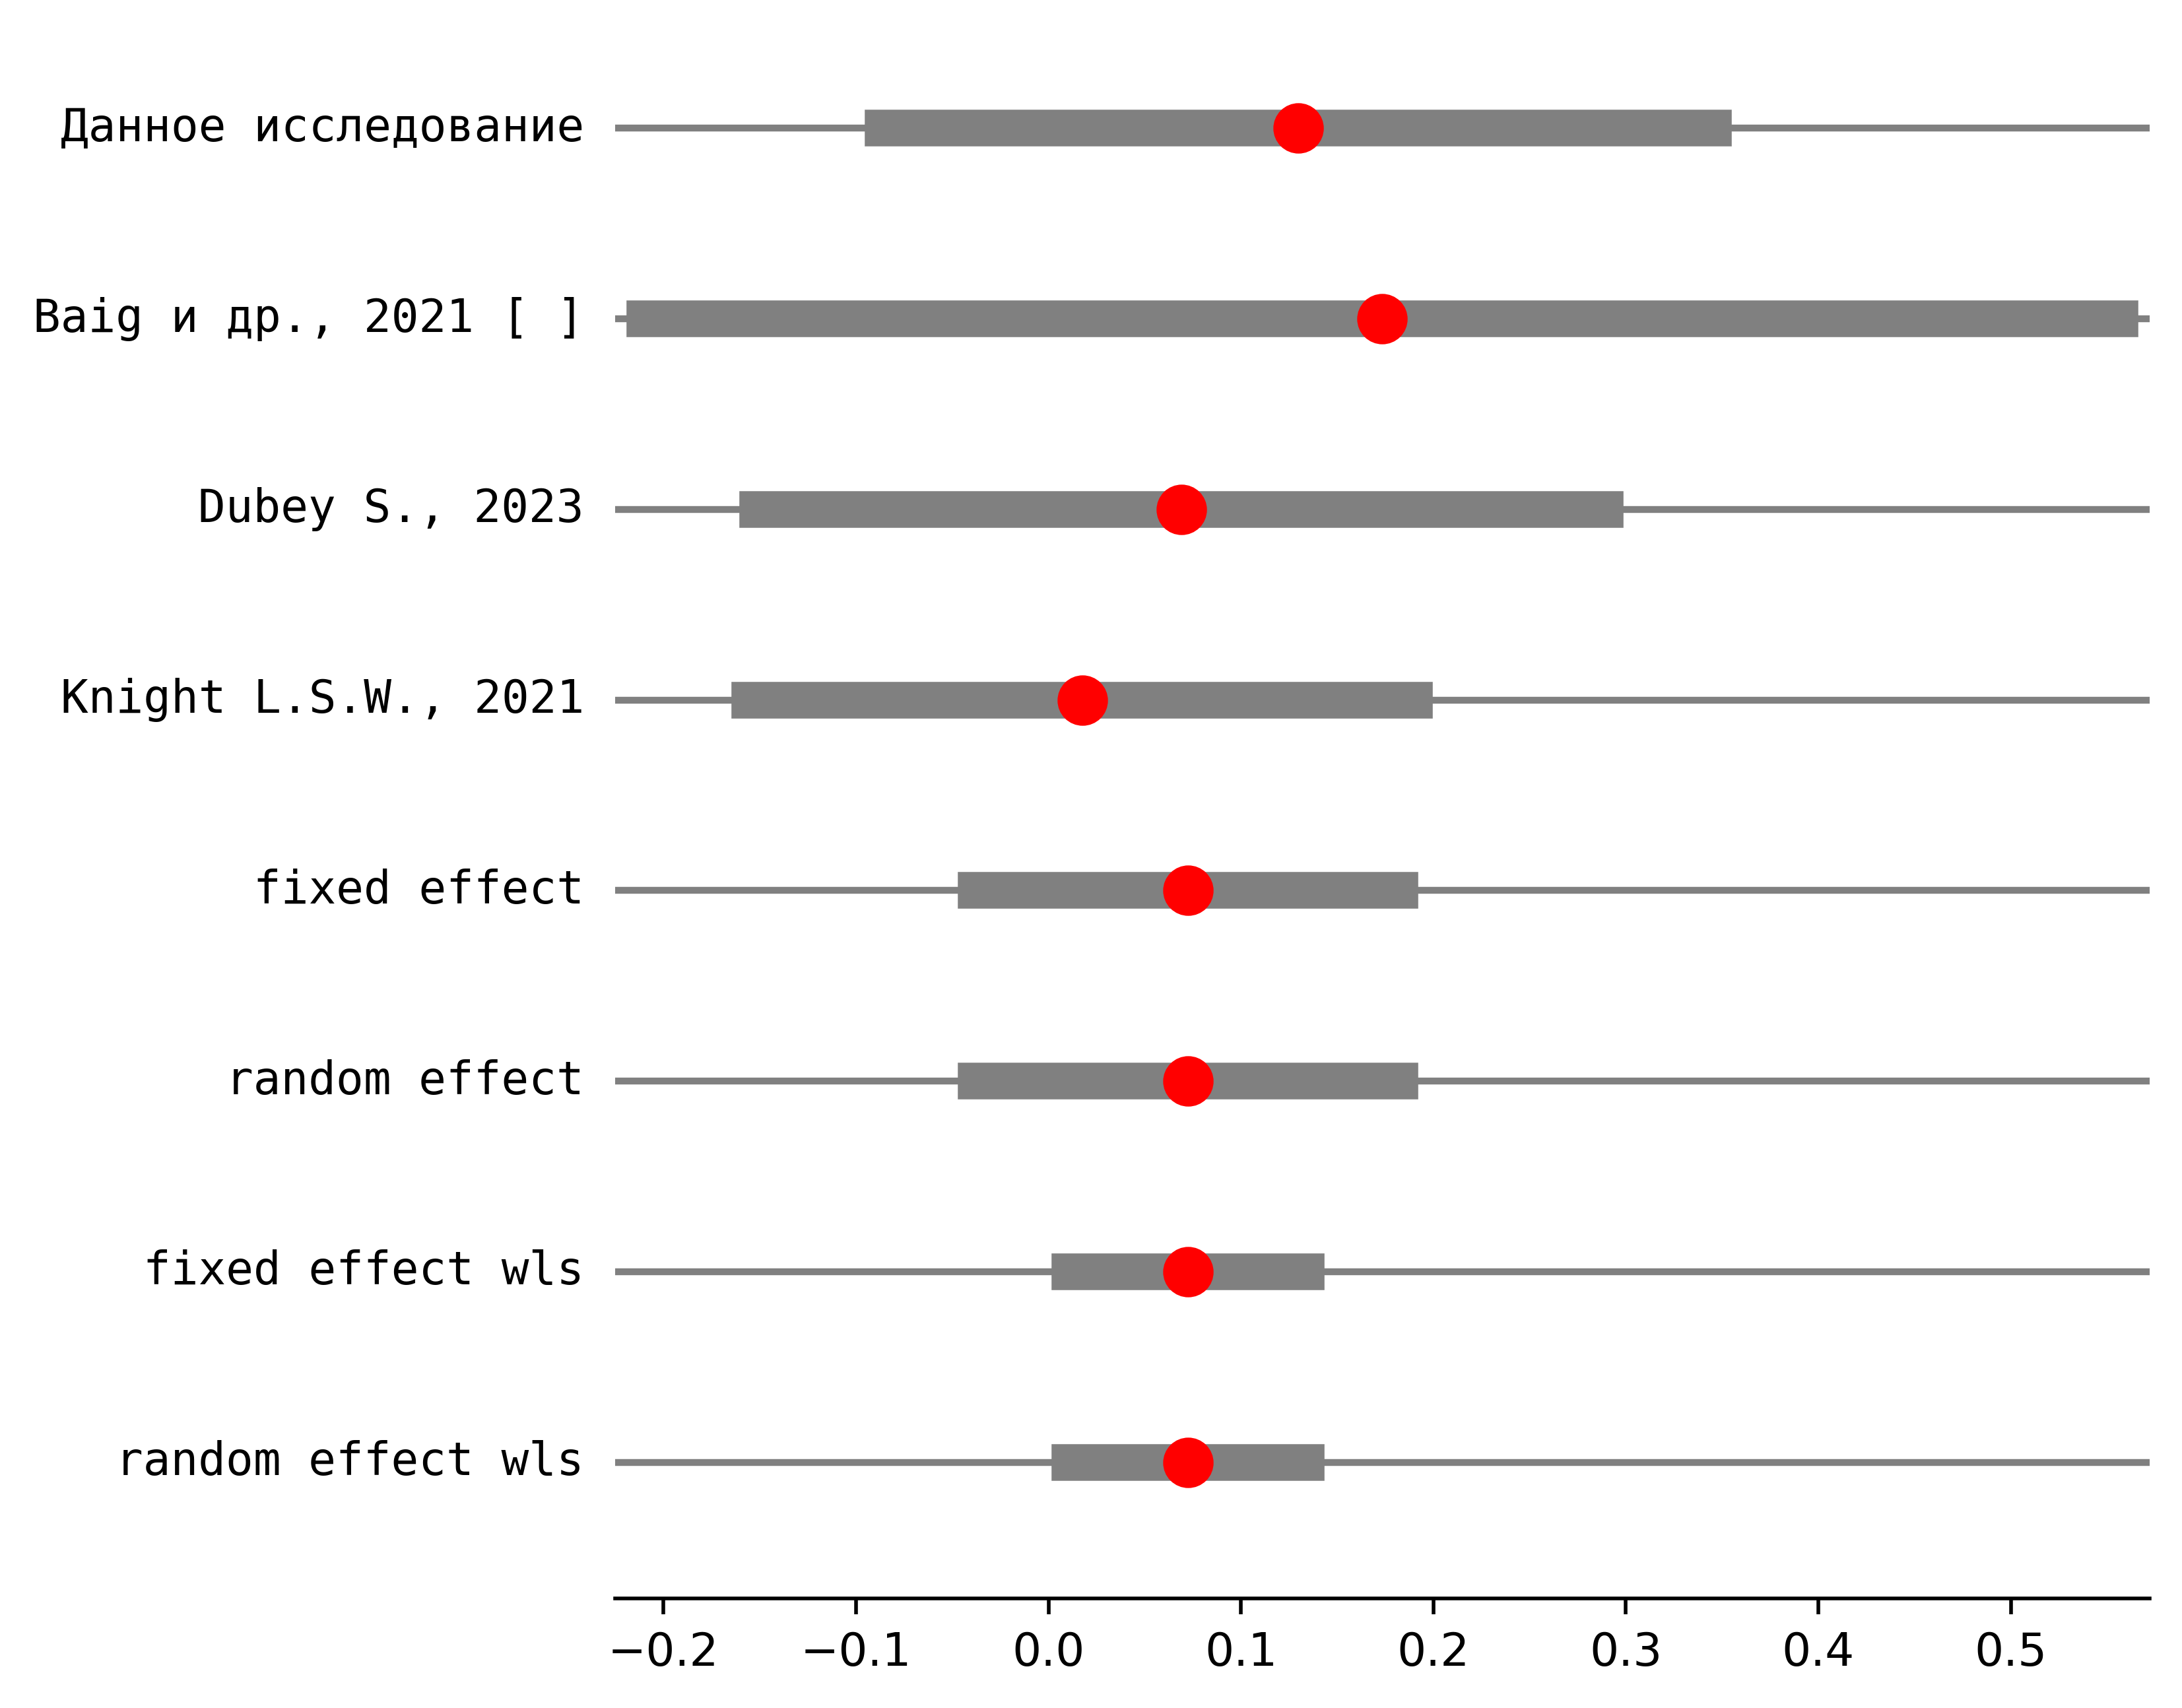 Данное исследование
Baig и др., 2021 [ ]
Dubey S., 2023
Knight L.S.W., 2021
fixed effect
random effect
fixed effect wls
random effect wls
−0.2 −0.1 0.0 0.1 0.2 0.3 0.4 0.5